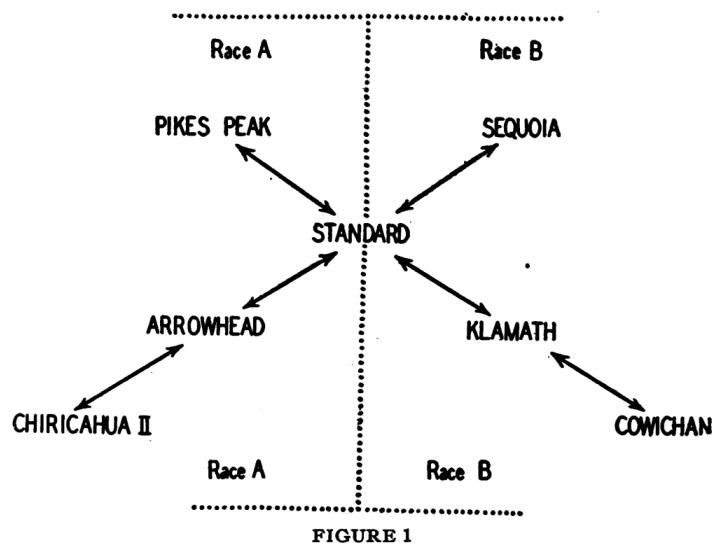 Race A Race B
PIKES PEAK SEQUOIA
STANDARD
ARROWHEAD KLAMATH
CHIRICAHUA II COWICHAN
Race A Race B
FIGURE 1